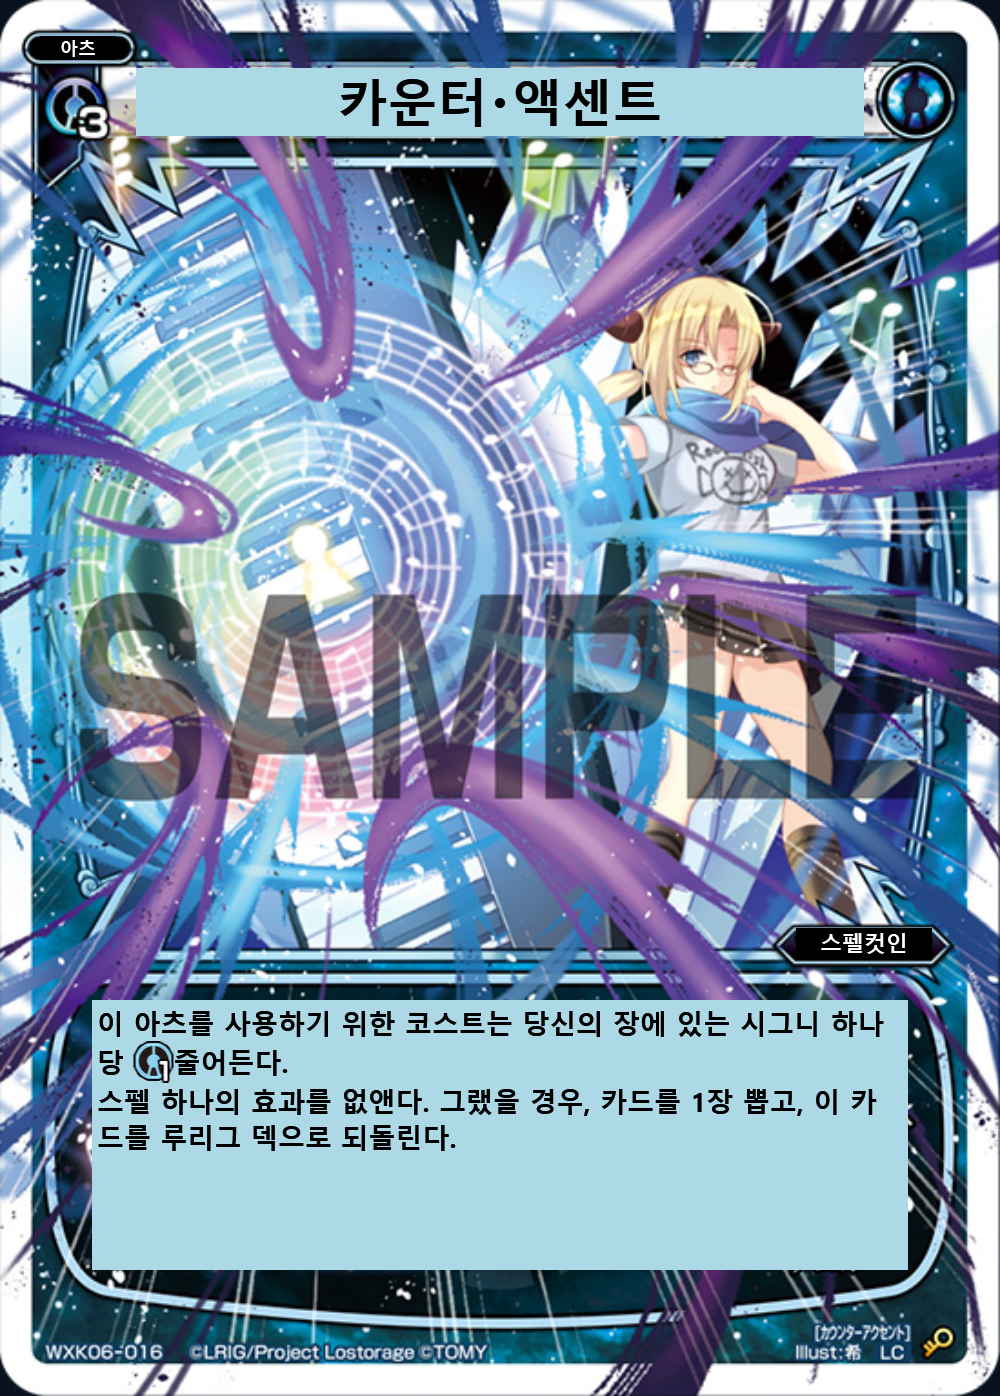 아츠
3
카운터·액센트
SAMPLE
스펠컷인
이 아츠를 사용하기 위한 코스트는 당신의 장에 있는 시그니 하나
당 1줄어든다.
스펠 하나의 효과를 없앤다. 그랬을 경우, 카드를 1장 뽑고, 이 카
드를 루리그 덱으로 되돌린다.
[カウンターアクセント]
WXK06-016 ©LRIG/Project Lostorage ©TOMY Illust:希 LC